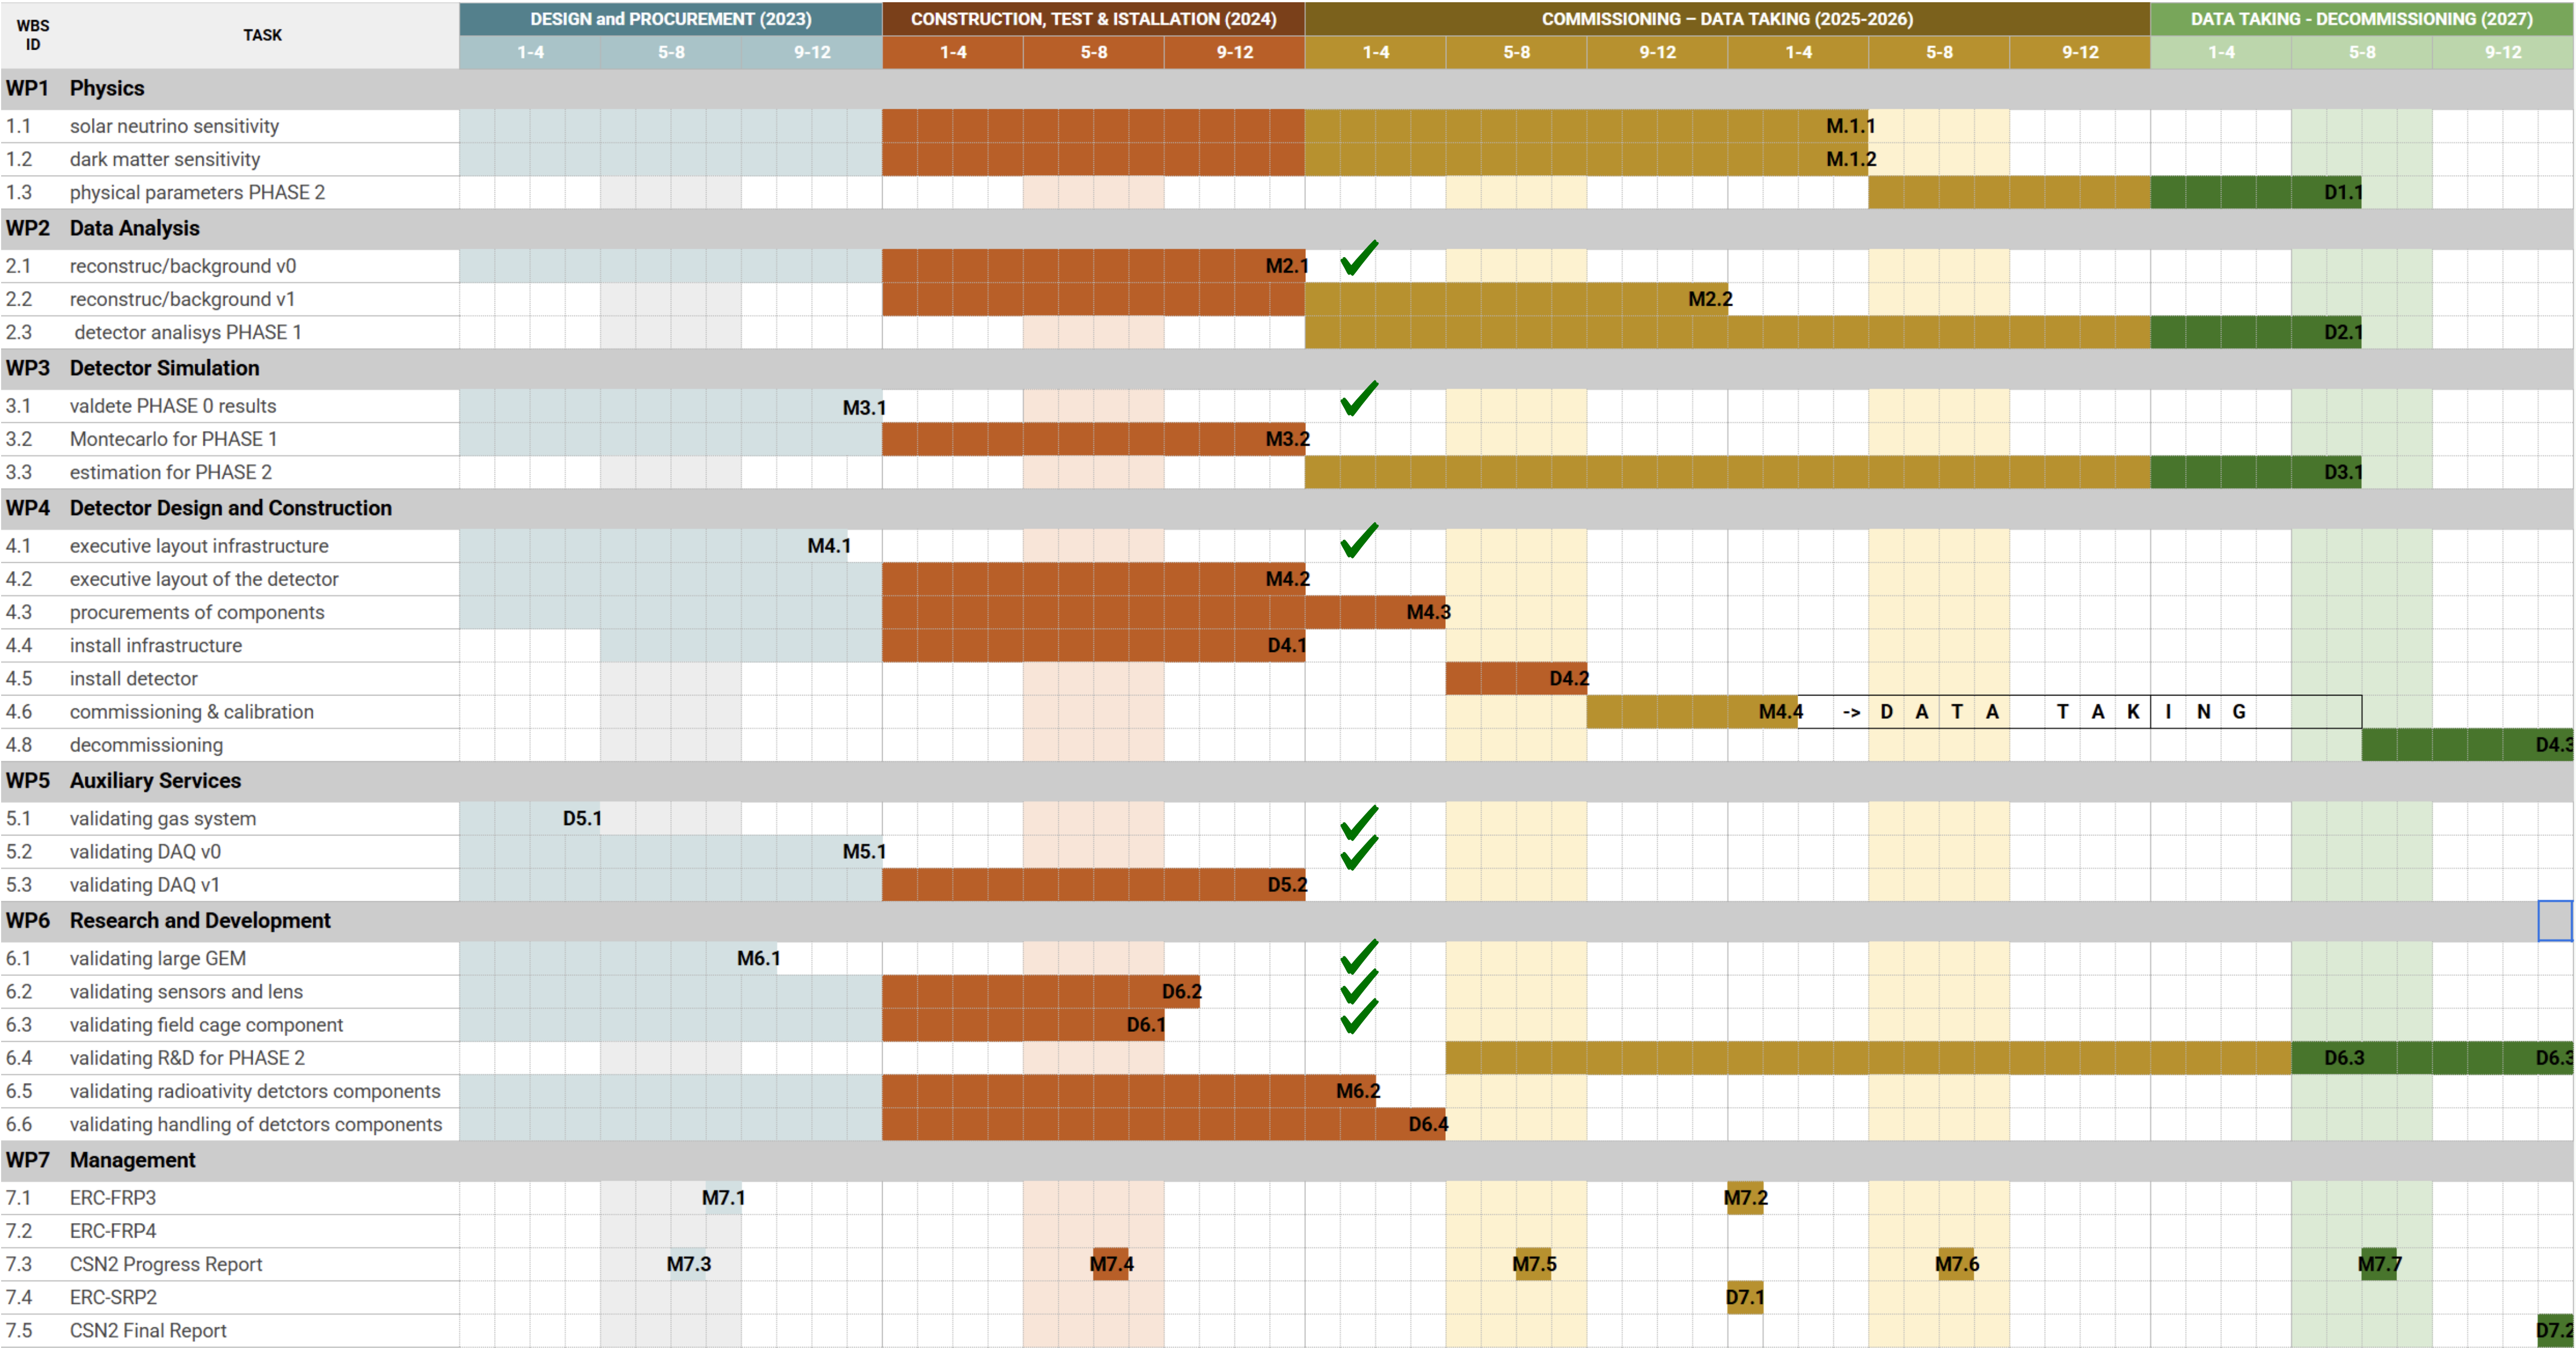 WBS ID TASK DESIGN and PROCUREMENT (2023) CONSTRUCTION, TEST & ISTALLATION (2024) COMMISSIONING – DATA TAKING (2025-2026) DATA TAKING - DECOMMISSIONING (2027)
1-4 5-8 9-12 1-4 5-8 9-12 1-4 5-8 9-12 1-4 5-8 9-12 1-4 5-8 9-12
WP1 Physics
1.1 solar neutrino sensitivity M.1.1
1.2 dark matter sensitivity M.1.2
1.3 physical parameters PHASE 2 D1.1
WP2 Data Analysis
2.1 reconstruc/background v0 M2.1
2.2 reconstruc/background v1 M2.2
2.3 detector analisys PHASE 1 D2.1
WP3 Detector Simulation
3.1 valdete PHASE 0 results M3.1
3.2 Montecarlo for PHASE 1 M3.2
3.3 estimation for PHASE 2 D3.1
WP4 Detector Design and Construction
4.1 executive layout infrastructure M4.1
4.2 executive layout of the detector M4.2
4.3 procurements of components M4.3
4.4 install infrastructure D4.1
4.5 install detector D4.2
4.6 commissioning & calibration M4.4 -> D A T A T A K I N G
4.8 decommissioning D4.3
WP5 Auxiliary Services
5.1 validating gas system D5.1
5.2 validating DAQ v0 M5.1
5.3 validating DAQ v1 D5.2
WP6 Research and Development
6.1 validating large GEM M6.1
6.2 validating sensors and lens D6.2
6.3 validating field cage component D6.1
6.4 validating R&D for PHASE 2 D6.3 D6.3
6.5 validating radioativity detctors components M6.2
6.6 validating handling of detctors components D6.4
WP7 Management
7.1 ERC-FRP3 M7.1 M7.2
7.2 ERC-FRP4
7.3 CSN2 Progress Report M7.3 M7.4 M7.5 M7.6 M7.7
7.4 ERC-SRP2 D7.1
7.5 CSN2 Final Report D7.2